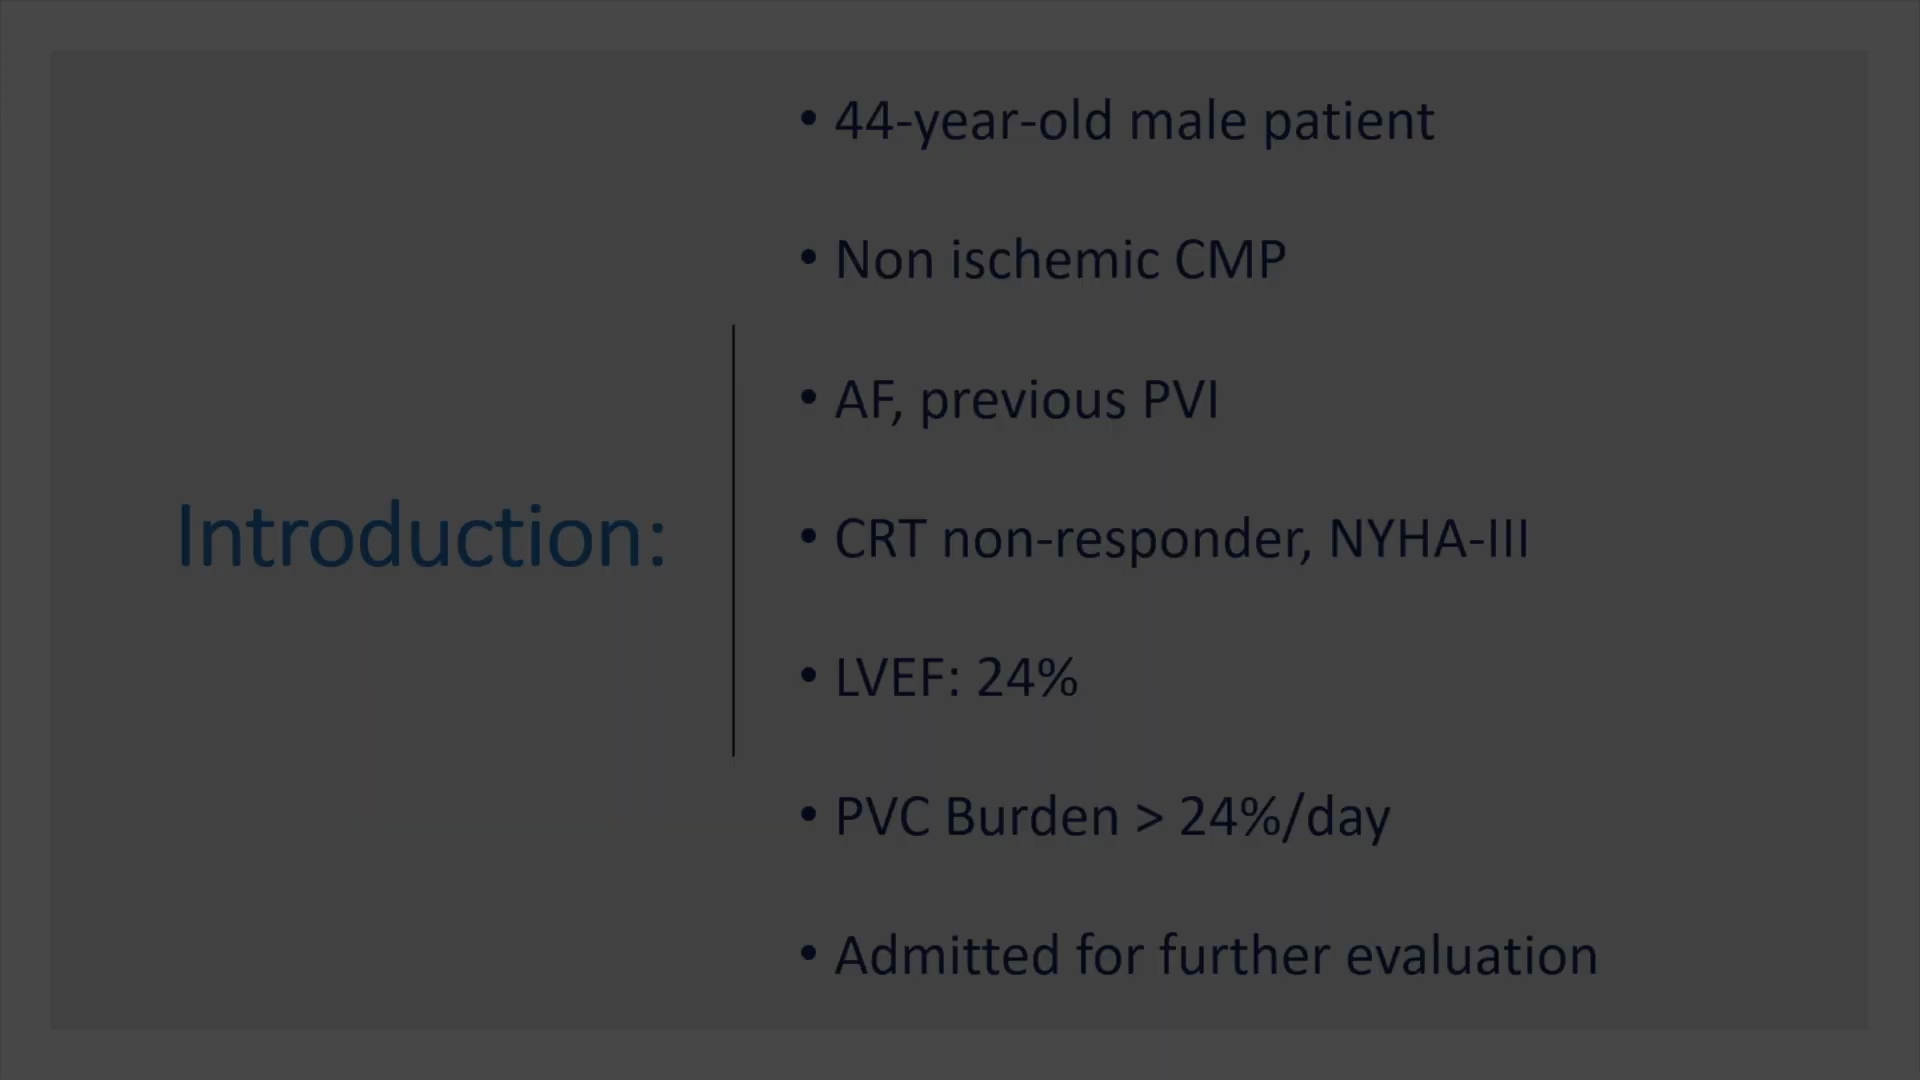 Introduction:
• 44-year-old male patient
• Non ischemic CMP
• AF, previous PVI
• CRT non-responder, NYHA-III
• LVEF: 24%
• PVC Burden > 24%/day
• Admitted for further evaluation